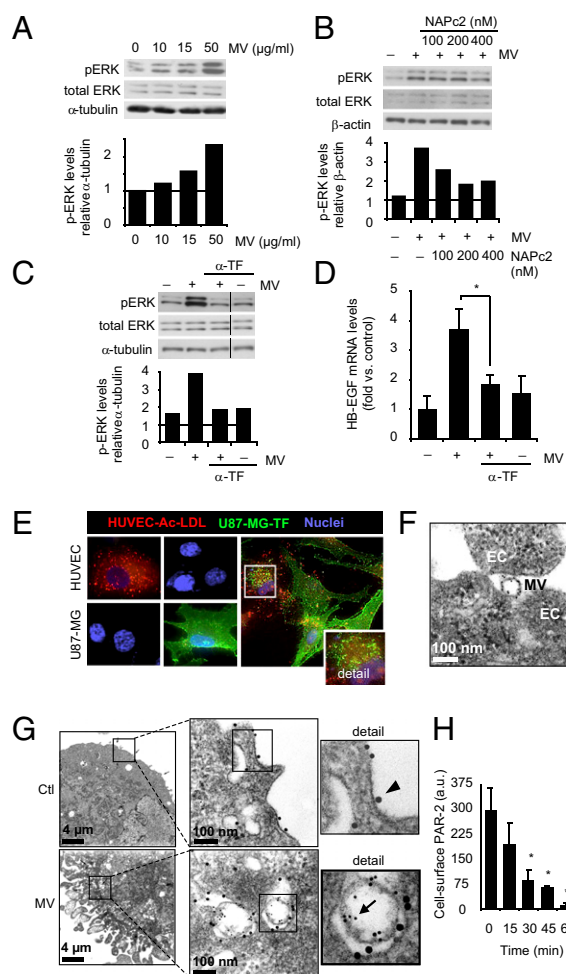 A
0 10 15 50 MV (µg/ml)
pERK
total ERK
α-tubulin
p-ERK levels
relative α-tubulin
2
1
0
0 10 15 50 MV (µg/ml)
B
NAPc2 (nM)
100 200 400
– + + + + MV
pERK
total ERK
β-actin
p-ERK levels
relative β-actin
4
3
2
1
0
– + + + + MV
– – 100 200 400 NAPc2
(nM)
C
α-TF
– + + – MV
pERK
total ERK
α-tubulin
p-ERK levels
relative α-tubulin
4
3
2
1
0
– + + – MV
α-TF
D
HB-EGF mRNA levels
(fold vs. control)
5
4
3
2
1
0
*
– + + – MV
α-TF
E
HUVEC-Ac-LDL U87-MG-TF Nuclei
HUVEC
U87-MG
detail
F
EC
MV
EC
100 nm
G
Ctl
4 µm
100 nm
detail
MV
4 µm
100 nm
detail
H
Cell-surface PAR-2 (a.u.)
375
300
225
150
75
0
* *
0 15 30 45
Time (min)